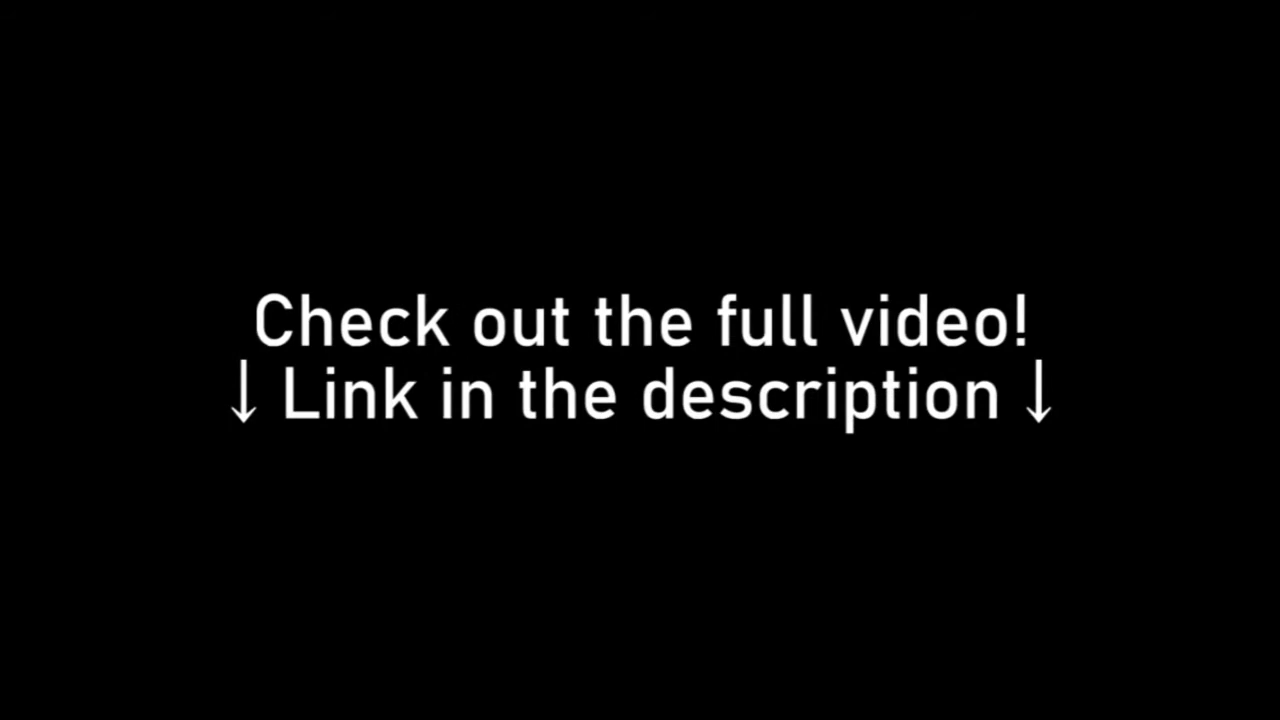 Check out the full video!
↓ Link in the description ↓